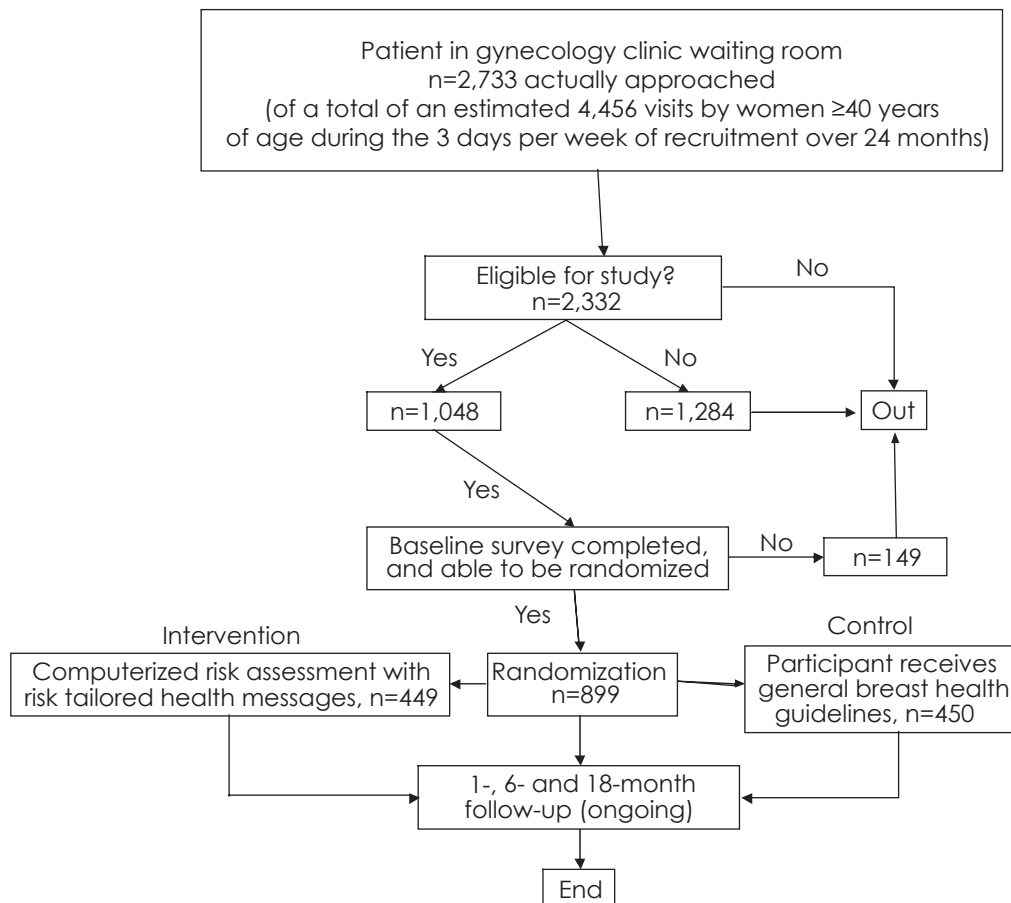 Patient in gynecology clinic waiting room
n=2,733 actually approached
(of a total of an estimated 4,456 visits by women ≥40 years
of age during the 3 days per week of recruitment over 24 months)
Eligible for study?
n=2,332
No
Yes
No
n=1,048
n=1,284
Out
Yes
Baseline survey completed,
and able to be randomized
No
n=149
Yes
Intervention
Control
Computerized risk assessment with
risk tailored health messages, n=449
Randomization
n=899
Participant receives
general breast health
guidelines, n=450
1-, 6- and 18-month
follow-up (ongoing)
End